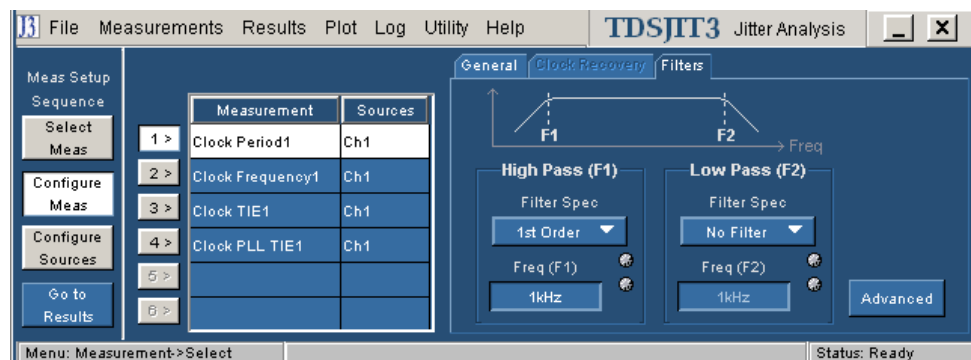 J3 File Measurements Results Plot Log Utility Help TDSJIT3 Jitter Analysis
Meas Setup
Sequence
Select
Meas
Configure
Meas
Configure
Sources
Go to
Results
Measurement Sources
1 > Clock Period1 Ch1
2 > Clock Frequency1 Ch1
3 > Clock TIE1 Ch1
4 > Clock PLL TIE1 Ch1
5 >
6 >
General Clock Recovery Filters
F1 F2 Freq
High Pass (F1)
Filter Spec
1st Order
Freq (F1)
1kHz
Low Pass (F2)
Filter Spec
No Filter
Freq (F2)
1kHz
Advanced
Menu: Measurement->Select Status: Ready